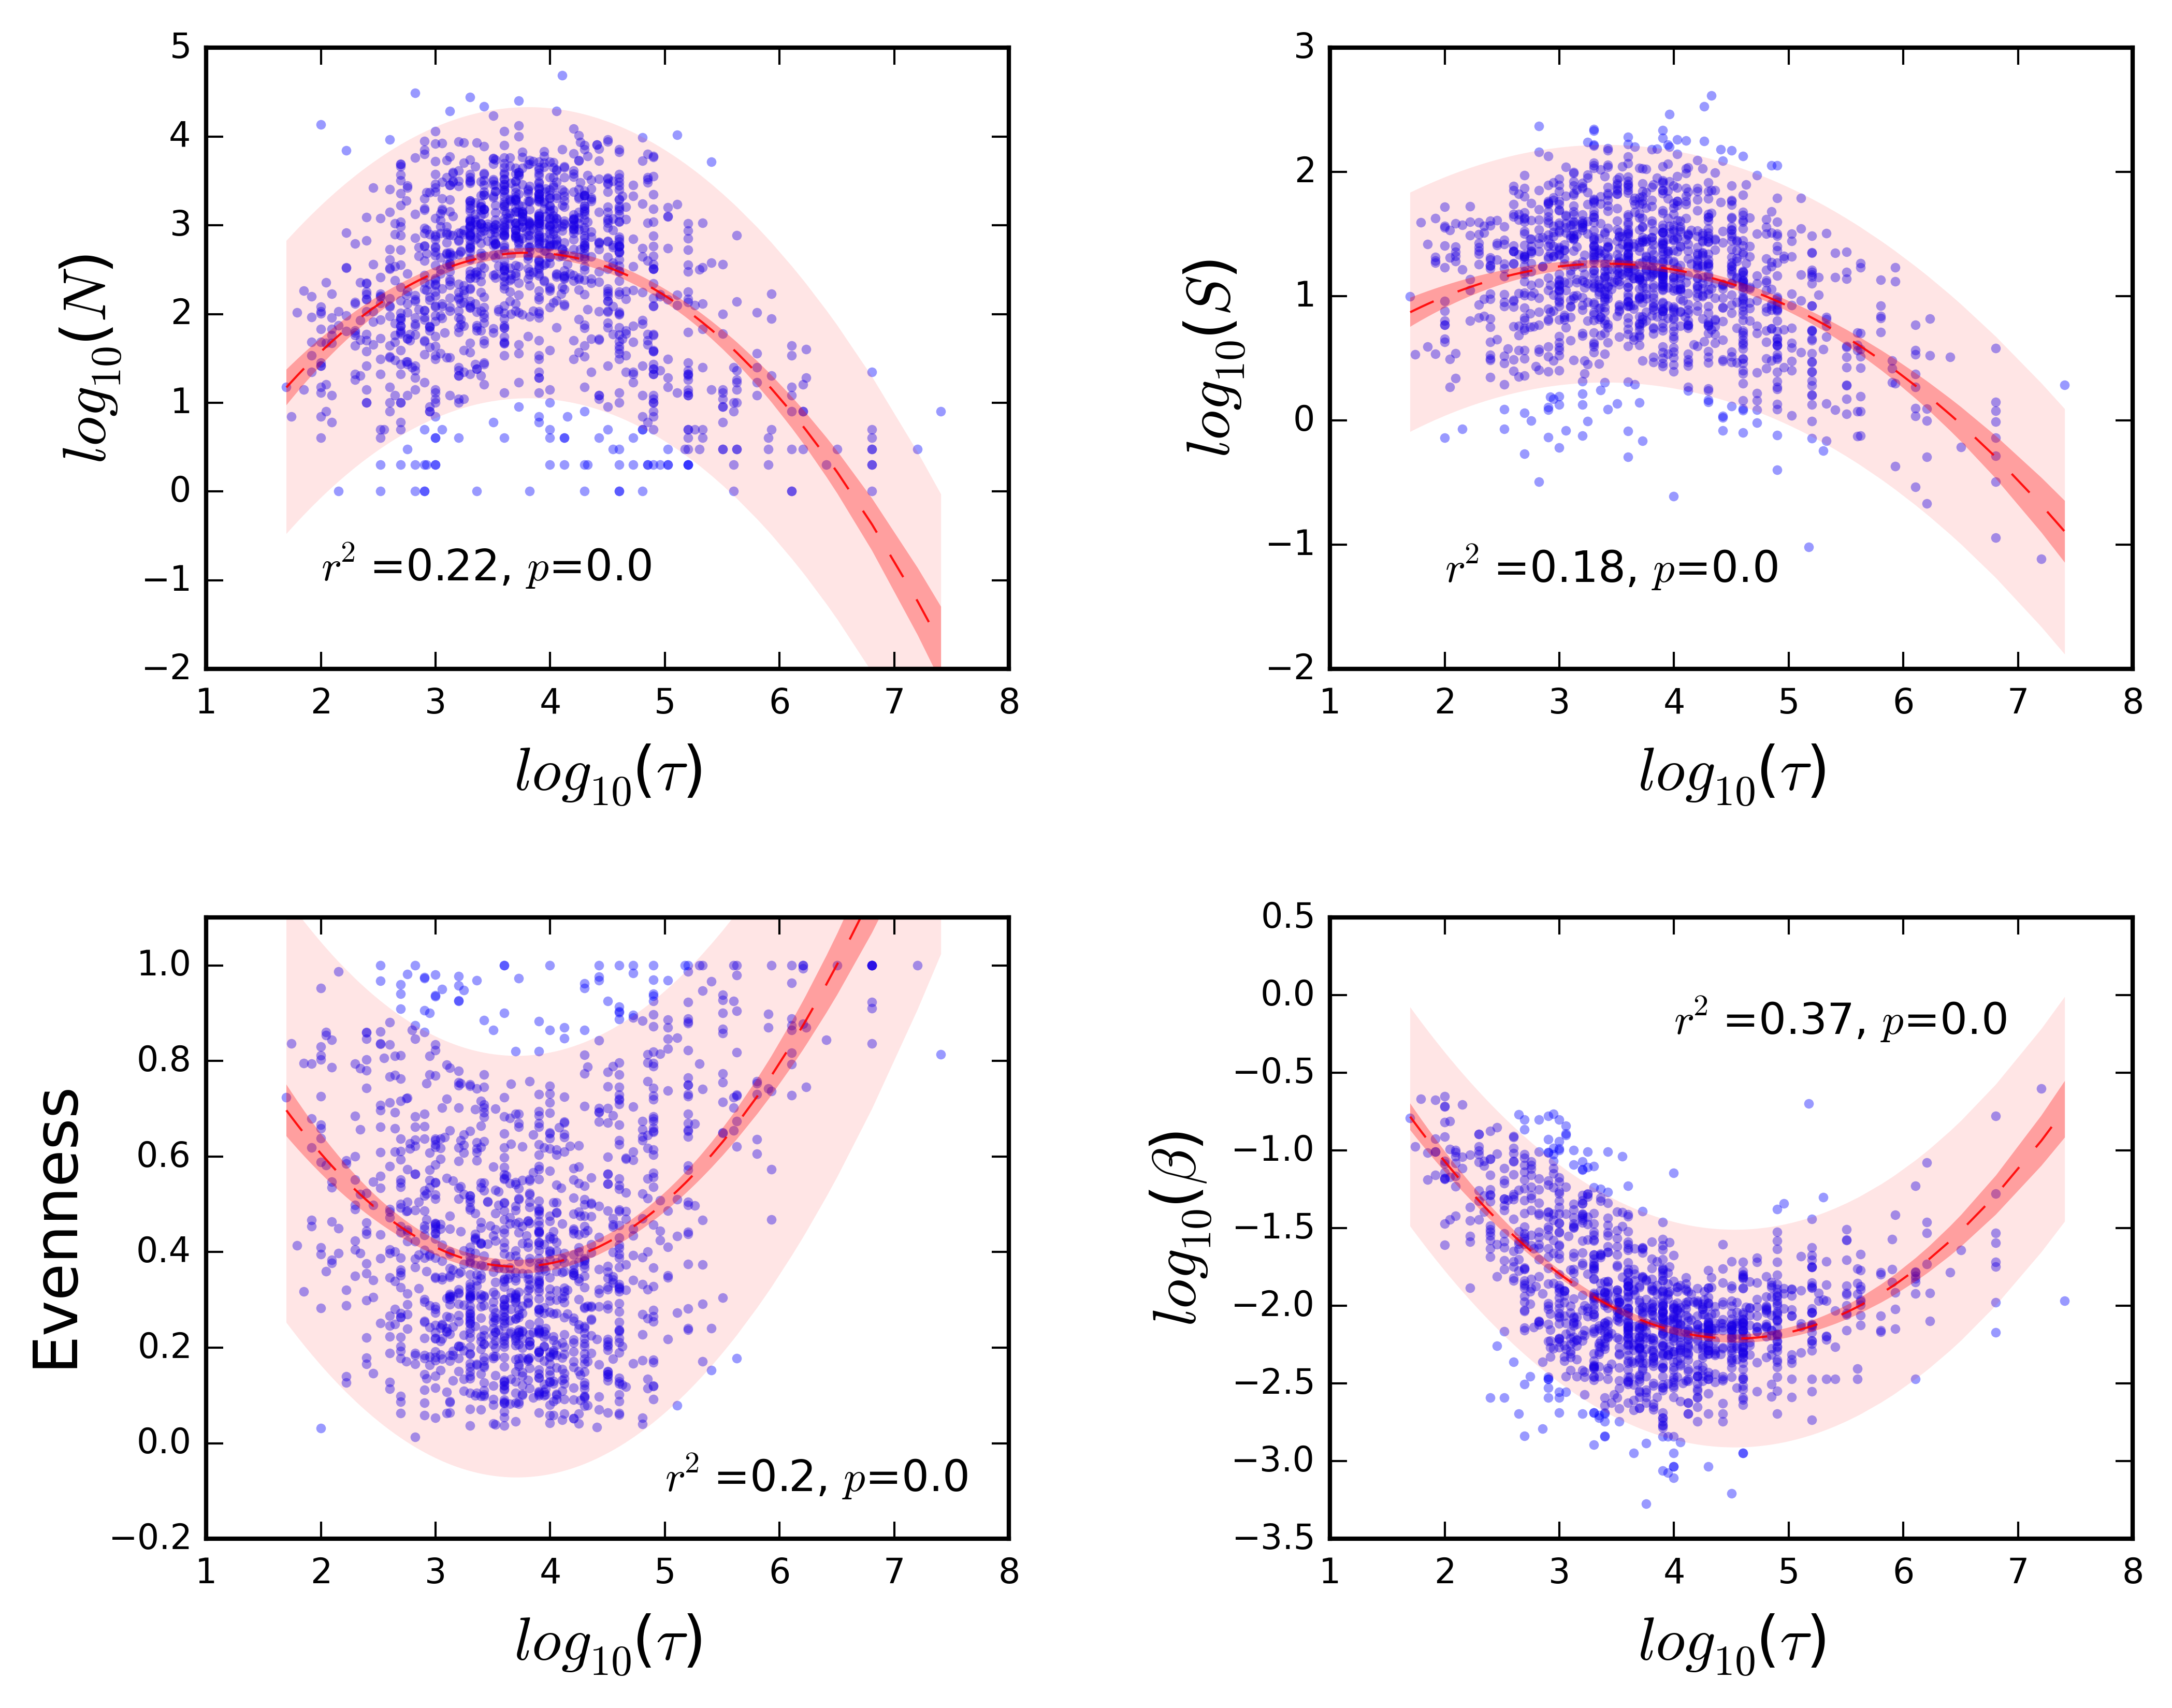 5
4
3
2
1
0
−1
−2
log₁₀(N)
r² =0.22, p=0.0
1 2 3 4 5 6 7 8
log₁₀(τ)
3
2
1
0
−1
−2
log₁₀(S)
r² =0.18, p=0.0
1 2 3 4 5 6 7 8
log₁₀(τ)
1.0
0.8
0.6
0.4
0.2
0.0
−0.2
Evenness
r² =0.2, p=0.0
1 2 3 4 5 6 7 8
log₁₀(τ)
0.5
0.0
−0.5
−1.0
−1.5
−2.0
−2.5
−3.0
−3.5
log₁₀(β)
r² =0.37, p=0.0
1 2 3 4 5 6 7 8
log₁₀(τ)